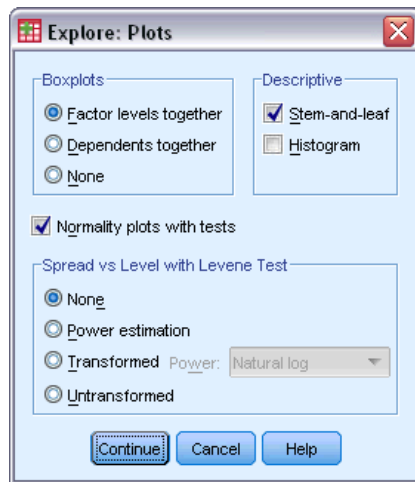 Explore: Plots
Boxplots
Factor levels together
Dependents together
None
Descriptive
Stem-and-leaf
Histogram
Normality plots with tests
Spread vs Level with Levene Test
None
Power estimation
Transformed Power: Natural log
Untransformed
Continue Cancel Help